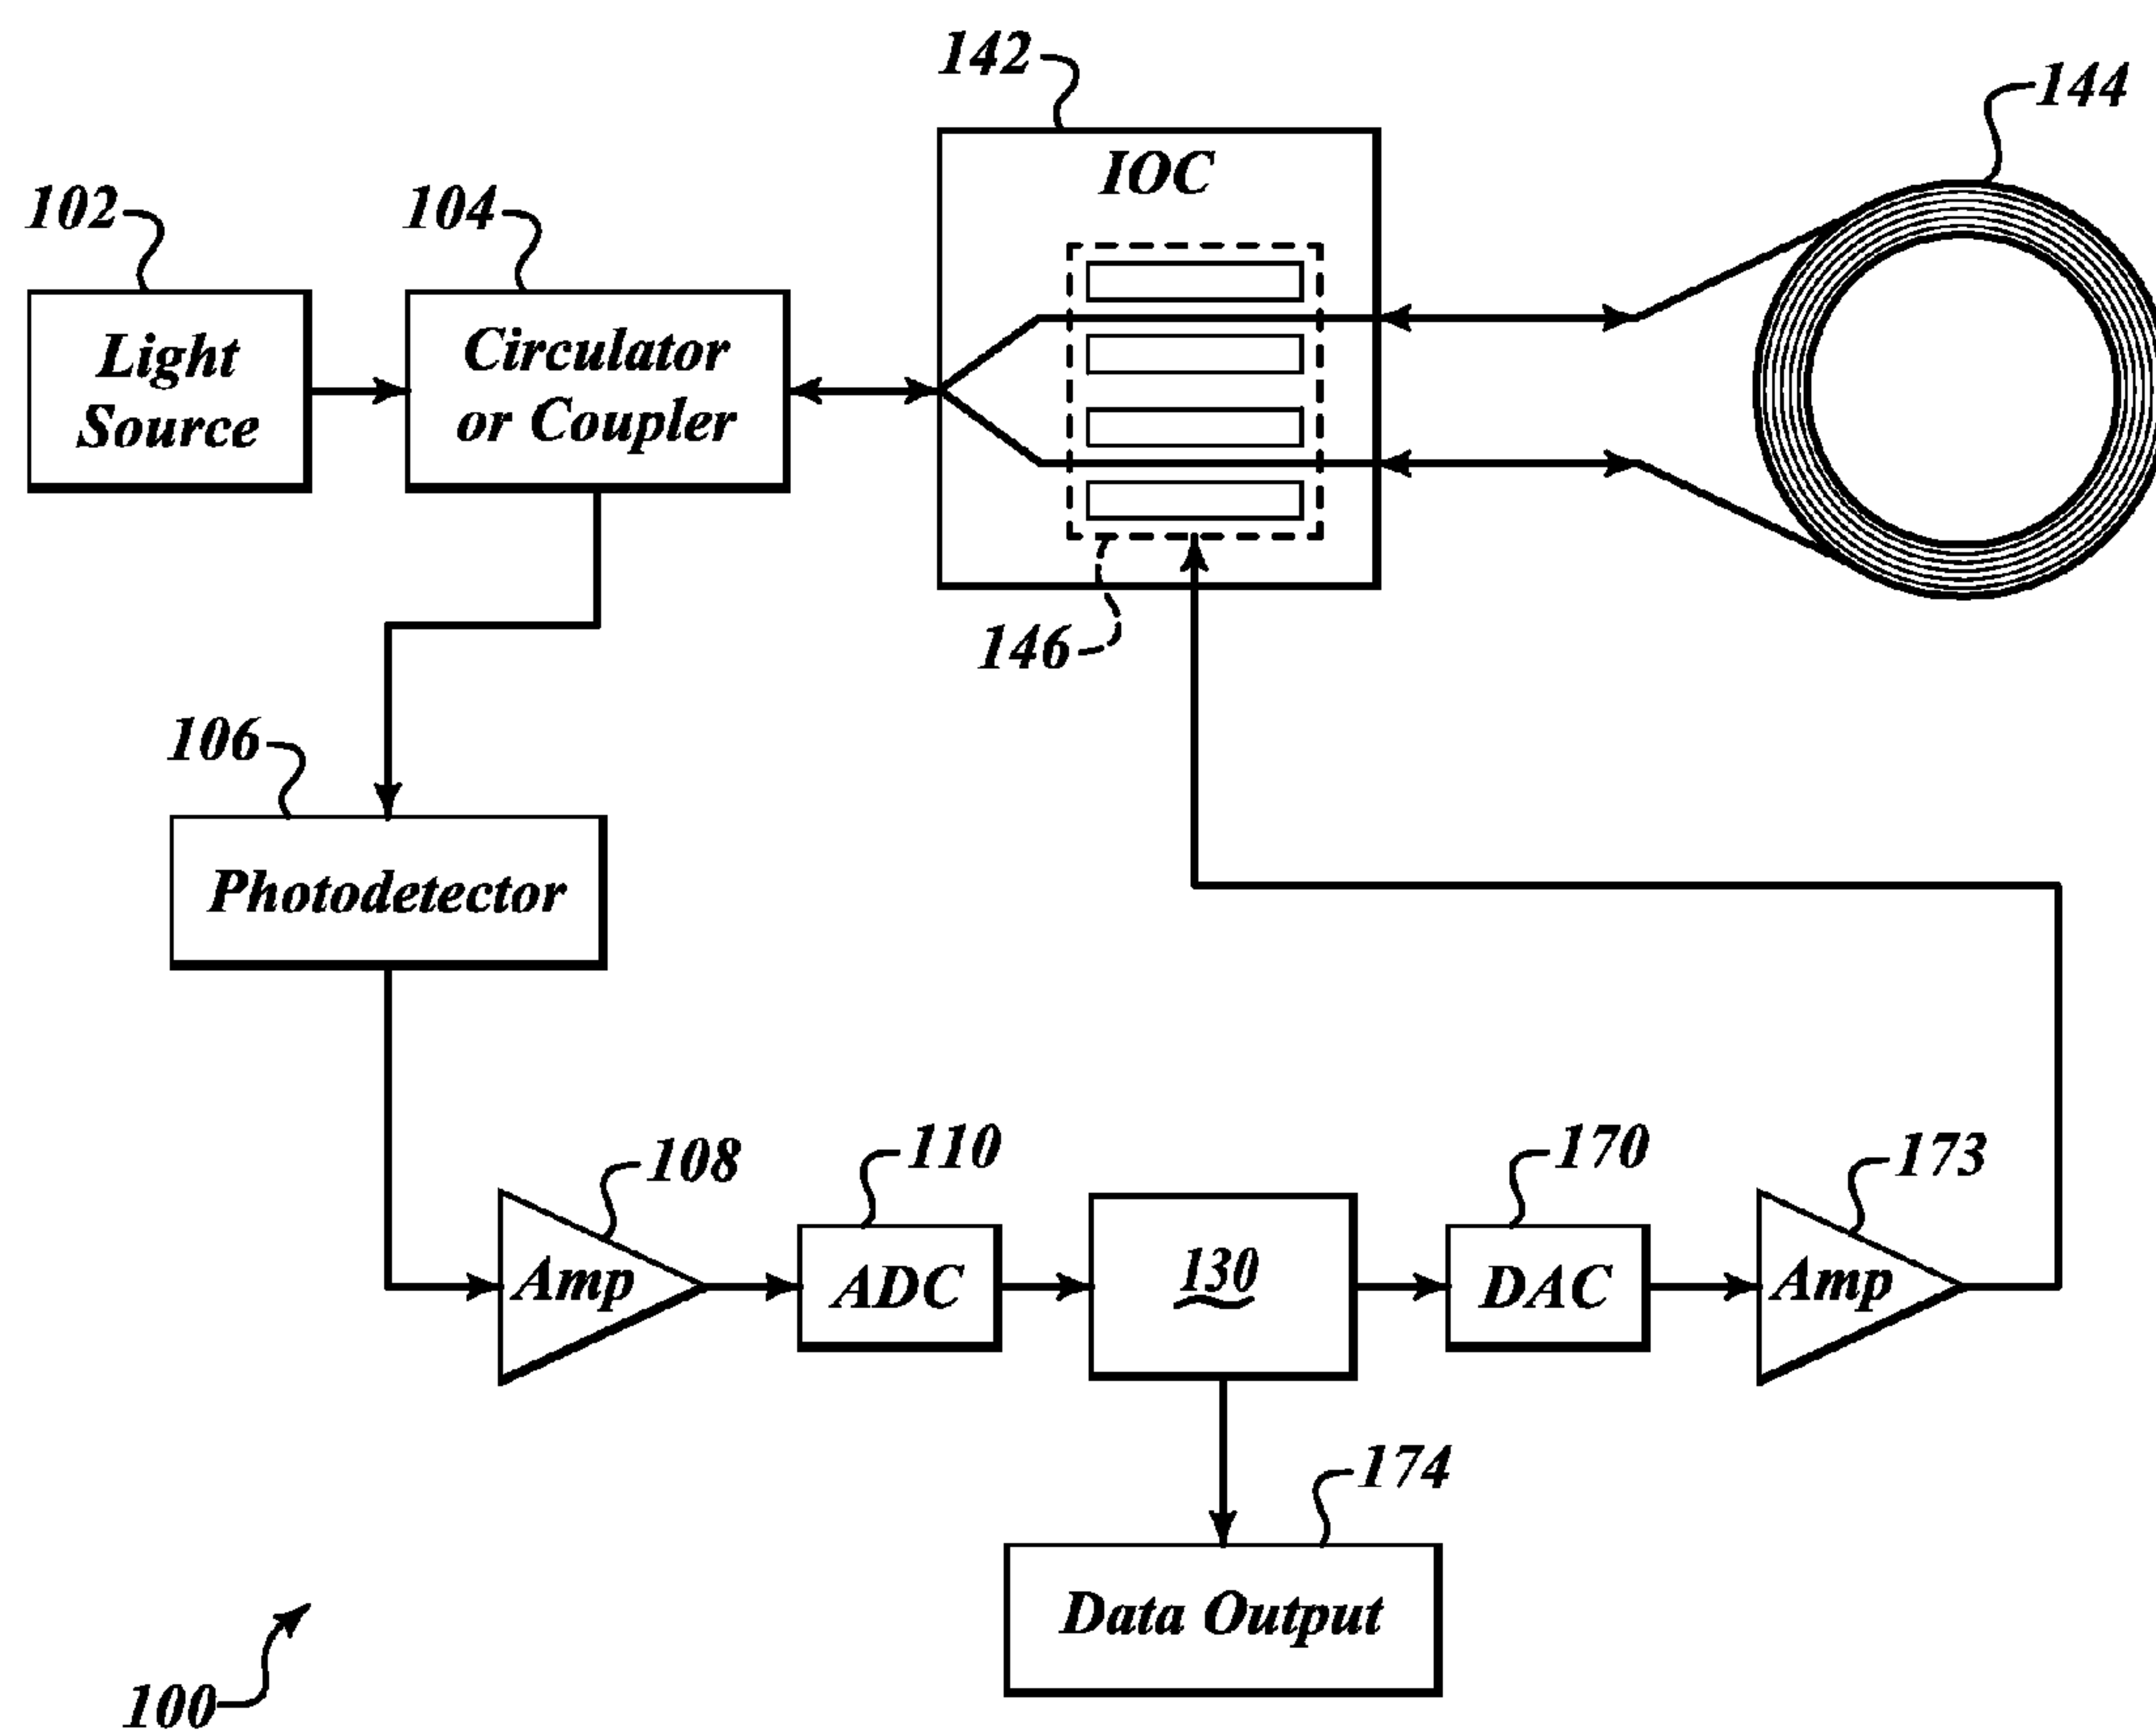 142
144
IOC
102
104
Light
Source
Circulator
or Coupler
146
106
Photodetector
108
110
170
173
Amp
ADC
130
DAC
Amp
174
Data Output
100